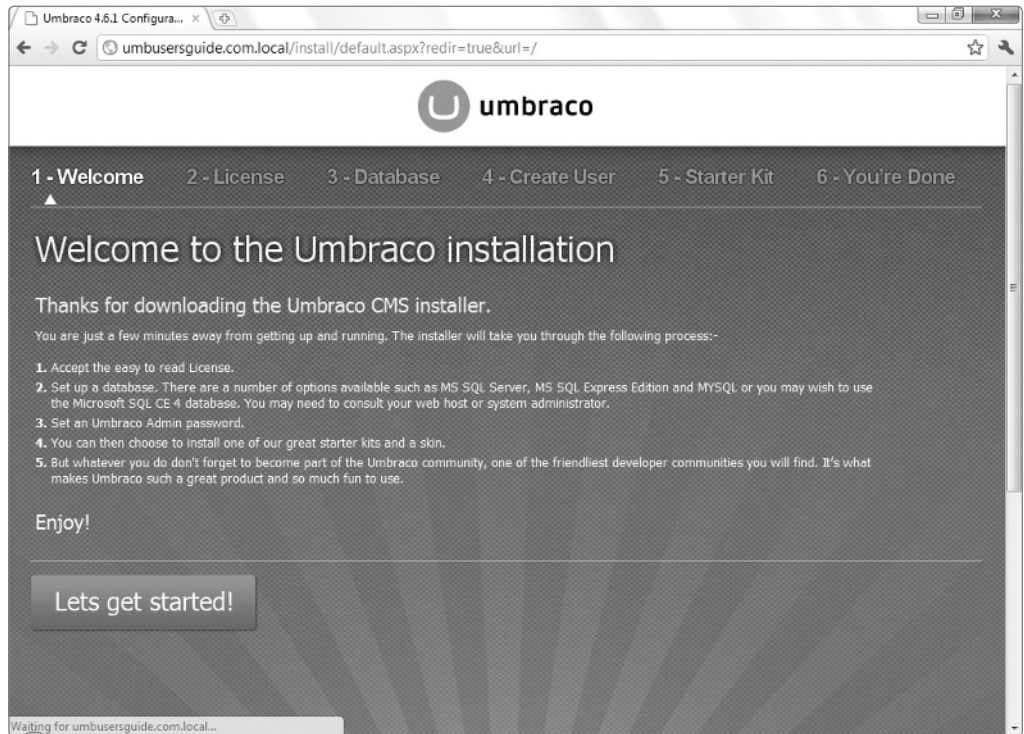 Umbraco 4.6.1 Configura...
umbusersguide.com.local/install/default.aspx?redir=true&url=/
umbraco
1 - Welcome 2 - License 3 - Database 4 - Create User 5 - Starter Kit 6 - You're Done
Welcome to the Umbraco installation
Thanks for downloading the Umbraco CMS installer.
You are just a few minutes away from getting up and running. The installer will take you through the following process:-
1. Accept the easy to read License.
2. Set up a database. There are a number of options available such as MS SQL Server, MS SQL Express Edition and MYSQL or you may wish to use
the Microsoft SQL CE 4 database. You may need to consult your web host or system administrator.
3. Set an Umbraco Admin password.
4. You can then choose to install one of our great starter kits and a skin.
5. But whatever you do don't forget to become part of the Umbraco community, one of the friendliest developer communities you will find. It's what
makes Umbraco such a great product and so much fun to use.
Enjoy!
Lets get started!
Waiting for umbusersguide.com.local...